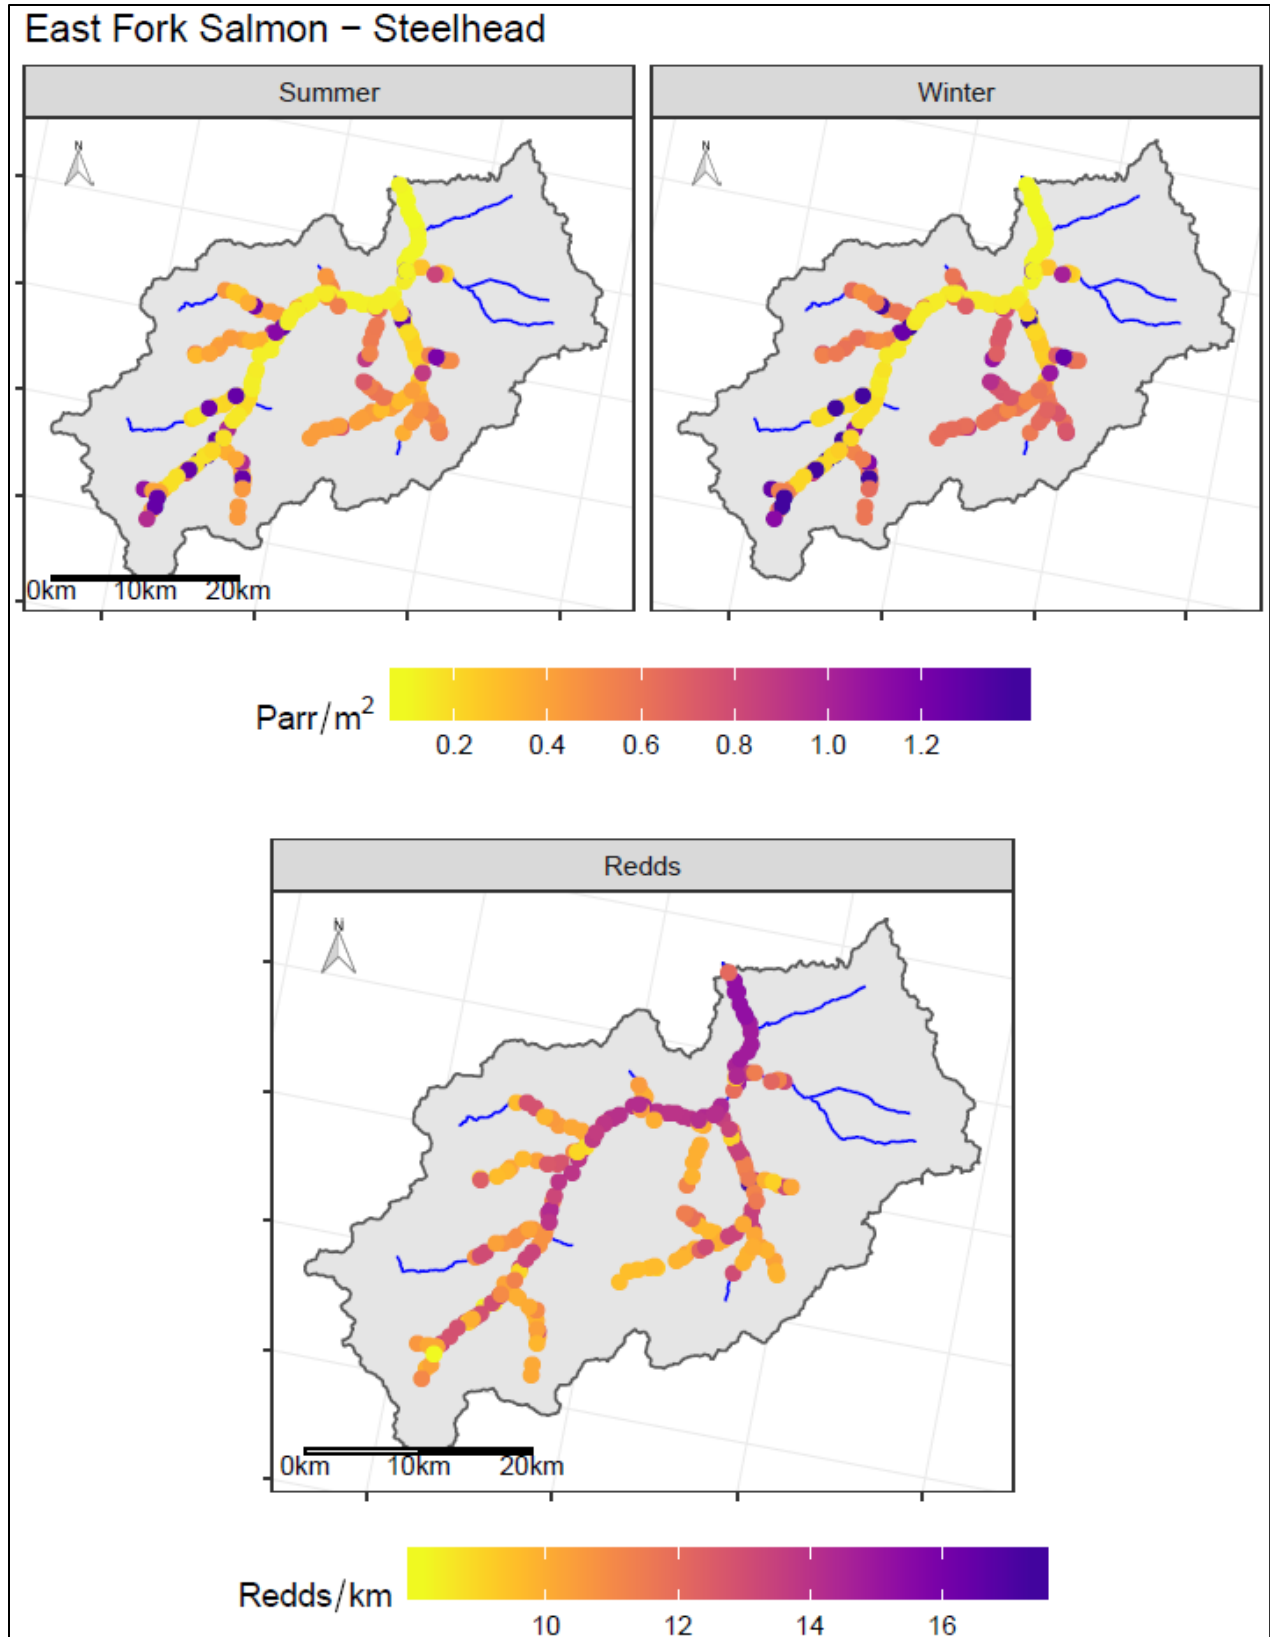 East Fork Salmon − Steelhead
Summer
Winter
N
N
0km 10km 20km
Parr/m²
0.2 0.4 0.6 0.8 1.0 1.2
Redds
N
0km 10km 20km
Redds/km
10 12 14 16